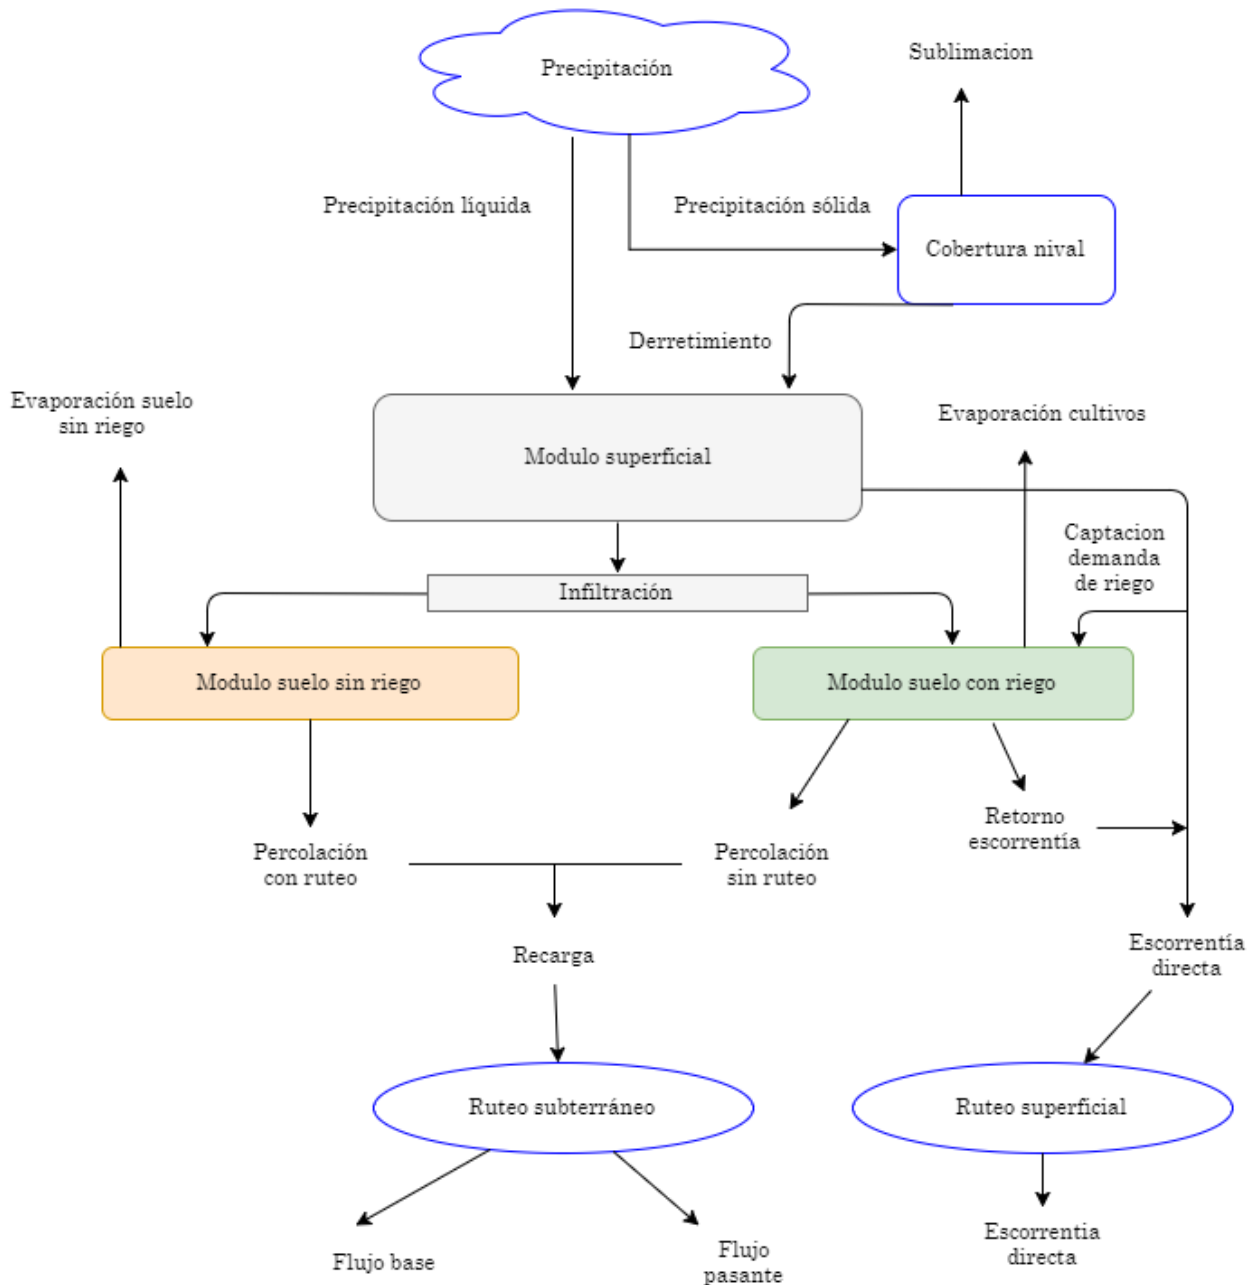 Precipitación
Sublimacion
Precipitación líquida
Precipitación sólida
Cobertura nival
Derretimiento
Evaporación suelo
sin riego
Evaporación cultivos
Modulo superficial
Captacion
demanda
de riego
Infiltración
Modulo suelo sin riego
Modulo suelo con riego
Retorno
escorrentía
Percolación
con ruteo
Percolación
sin ruteo
Recarga
Escorrentía
directa
Ruteo subterráneo
Ruteo superficial
Flujo base
Flujo
pasante
Escorrentia
directa